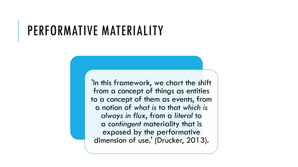 PERFORMATIVE MATERIALITY
'In this framework, we chart the shift
from a concept of things as entities
to a concept of them as events, from
a notion of what is to that which is
always in flux, from a literal to
a contingent materiality that is
exposed by the performative
dimension of use.' (Drucker, 2013).